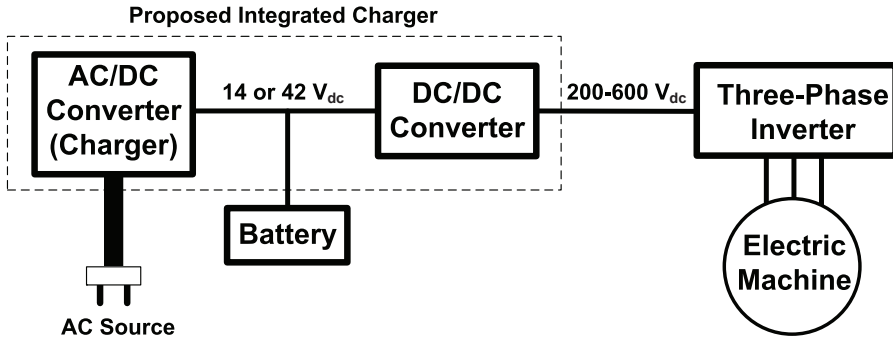 Proposed Integrated Charger
AC/DC
Converter
(Charger)
14 or 42 Vdc
DC/DC
Converter
200-600 Vdc
Three-Phase
Inverter
Battery
Electric
Machine
AC Source